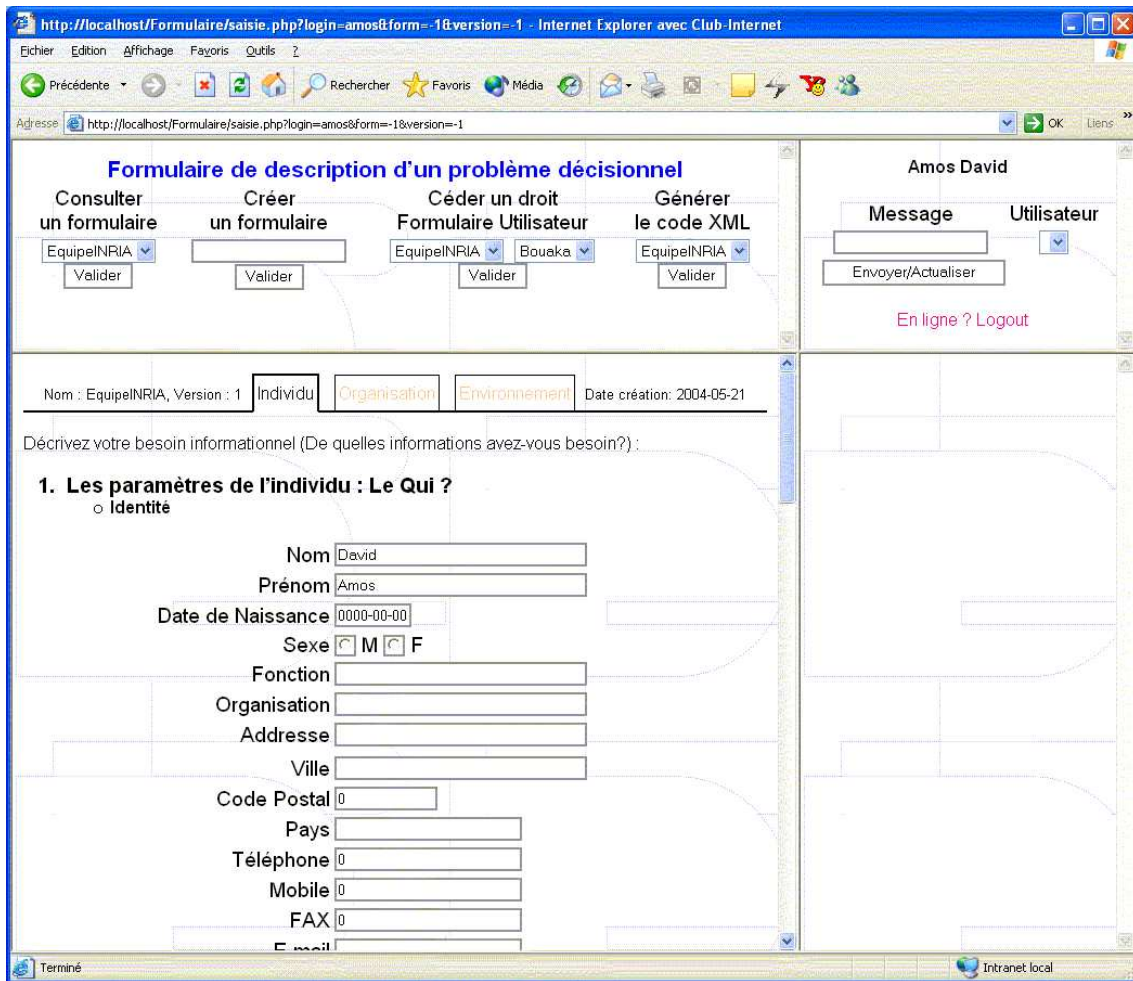 http://localhost/Formulaire/saisie.php?login=amos&form=-1&version=-1 - Internet Explorer avec Club-Internet
Fichier Edition Affichage Favoris Outils ?
Précédente Rechercher Favoris Média
Adresse http://localhost/Formulaire/saisie.php?login=amos&form=-1&version=-1 OK Liens »
Formulaire de description d'un problème décisionnel
Consulter Créer Céder un droit Générer
un formulaire un formulaire Formulaire Utilisateur le code XML
EquipeINRIA EquipeINRIA Bouaka EquipeINRIA
Valider Valider Valider Valider
Amos David
Message Utilisateur
Envoyer/Actualiser
En ligne ? Logout
Nom : EquipeINRIA, Version : 1 Individu Organisation Environnement Date création: 2004-05-21
Décrivez votre besoin informationnel (De quelles informations avez-vous besoin?) :
1. Les paramètres de l'individu : Le Qui ?
o Identité
Nom David
Prénom Amos
Date de Naissance 0000-00-00
Sexe M F
Fonction
Organisation
Addresse
Ville
Code Postal 0
Pays
Téléphone 0
Mobile 0
FAX 0
E-mail
Terminé Intranet local